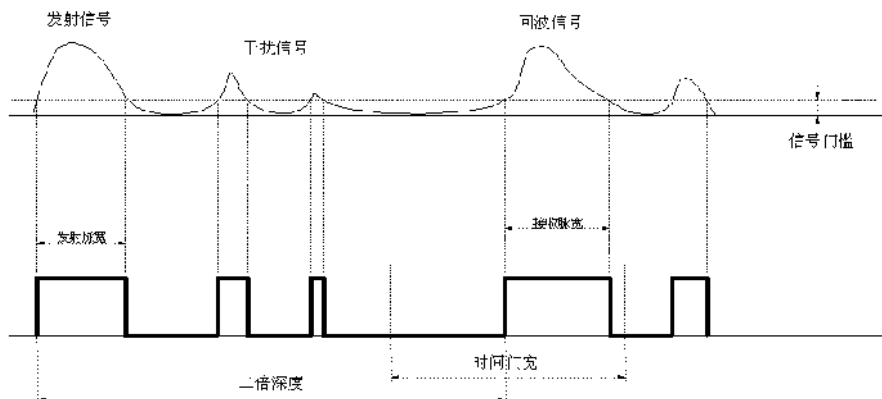 发射信号
干扰信号
回波信号
信号门槛
发射脉宽
接收脉宽
时间门宽
二倍深度